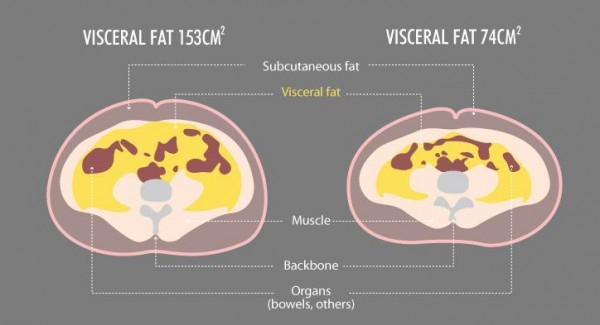 VISCERAL FAT 153CM²
VISCERAL FAT 74CM²
Subcutaneous fat
Visceral fat
Muscle
Backbone
Organs
(bowels, others)